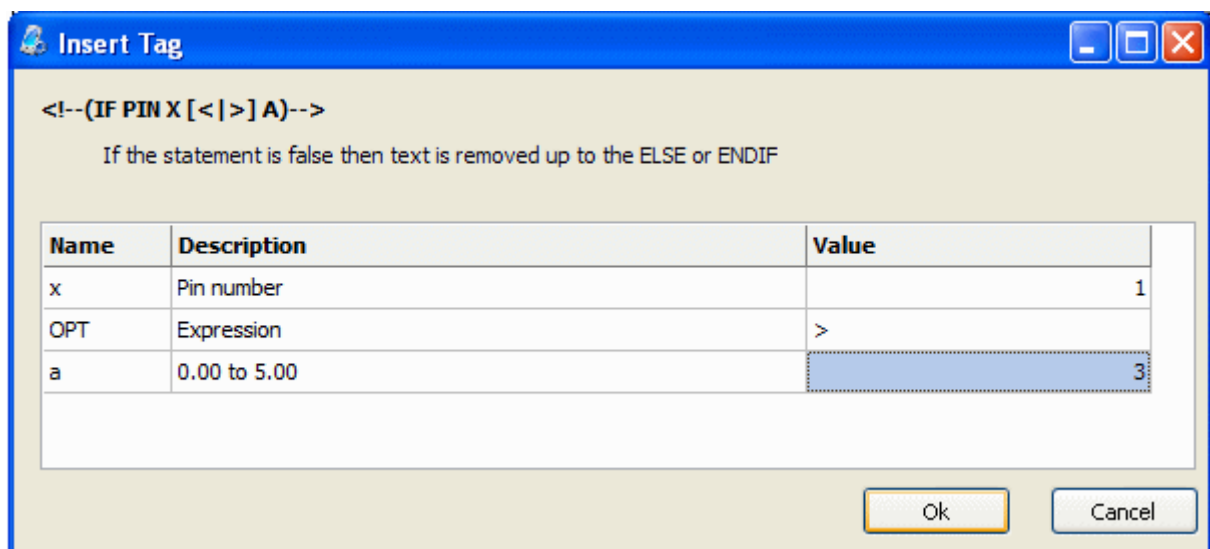 Insert Tag
<!--(IF PIN X [<|>] A)-->
If the statement is false then text is removed up to the ELSE or ENDIF
Name Description Value
x Pin number 1
OPT Expression >
a 0.00 to 5.00 3
Ok Cancel